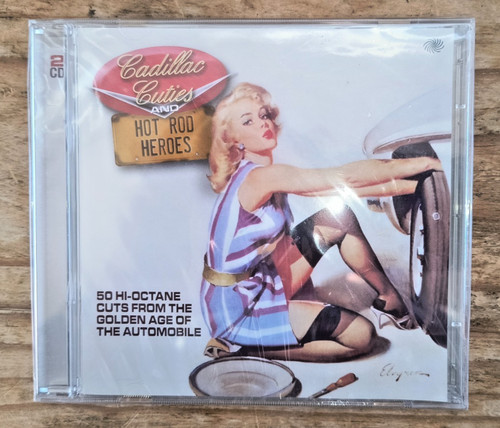 2
CD
Cadillac
Cuties
AND
HOT ROD
HEROES
50 HI-OCTANE
CUTS FROM THE
GOLDEN AGE OF
THE AUTOMOBILE
Elvgren